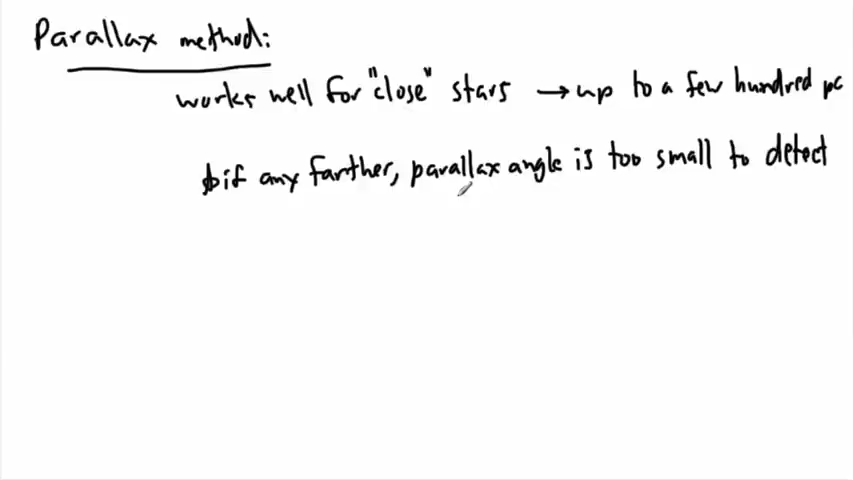 Parallax method:
works well for "close" stars → up to a few hundred pc
if any farther, parallax angle is too small to detect